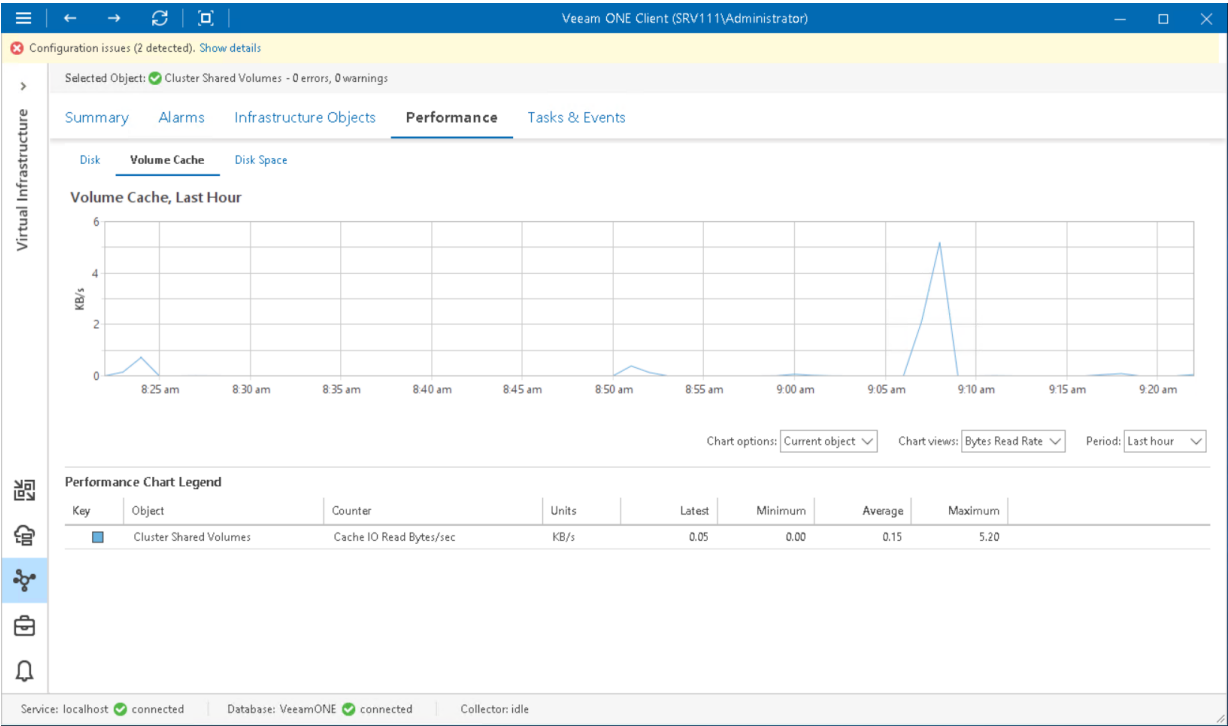 Veeam ONE Client (SRV111\Administrator)
Configuration issues (2 detected). Show details
Selected Object: Cluster Shared Volumes - 0 errors, 0 warnings
Virtual Infrastructure
Summary Alarms Infrastructure Objects Performance Tasks & Events
Disk Volume Cache Disk Space
Volume Cache, Last Hour
KB/s
6
4
2
0
8:25 am 8:30 am 8:35 am 8:40 am 8:45 am 8:50 am 8:55 am 9:00 am 9:05 am 9:10 am 9:15 am 9:20 am
Chart options: Current object Chart views: Bytes Read Rate Period: Last hour
Performance Chart Legend
Key Object Counter Units Latest Minimum Average Maximum
Cluster Shared Volumes Cache IO Read Bytes/sec KB/s 0.05 0.00 0.15 5.20
Service: localhost connected Database: VeeamONE connected Collector: idle